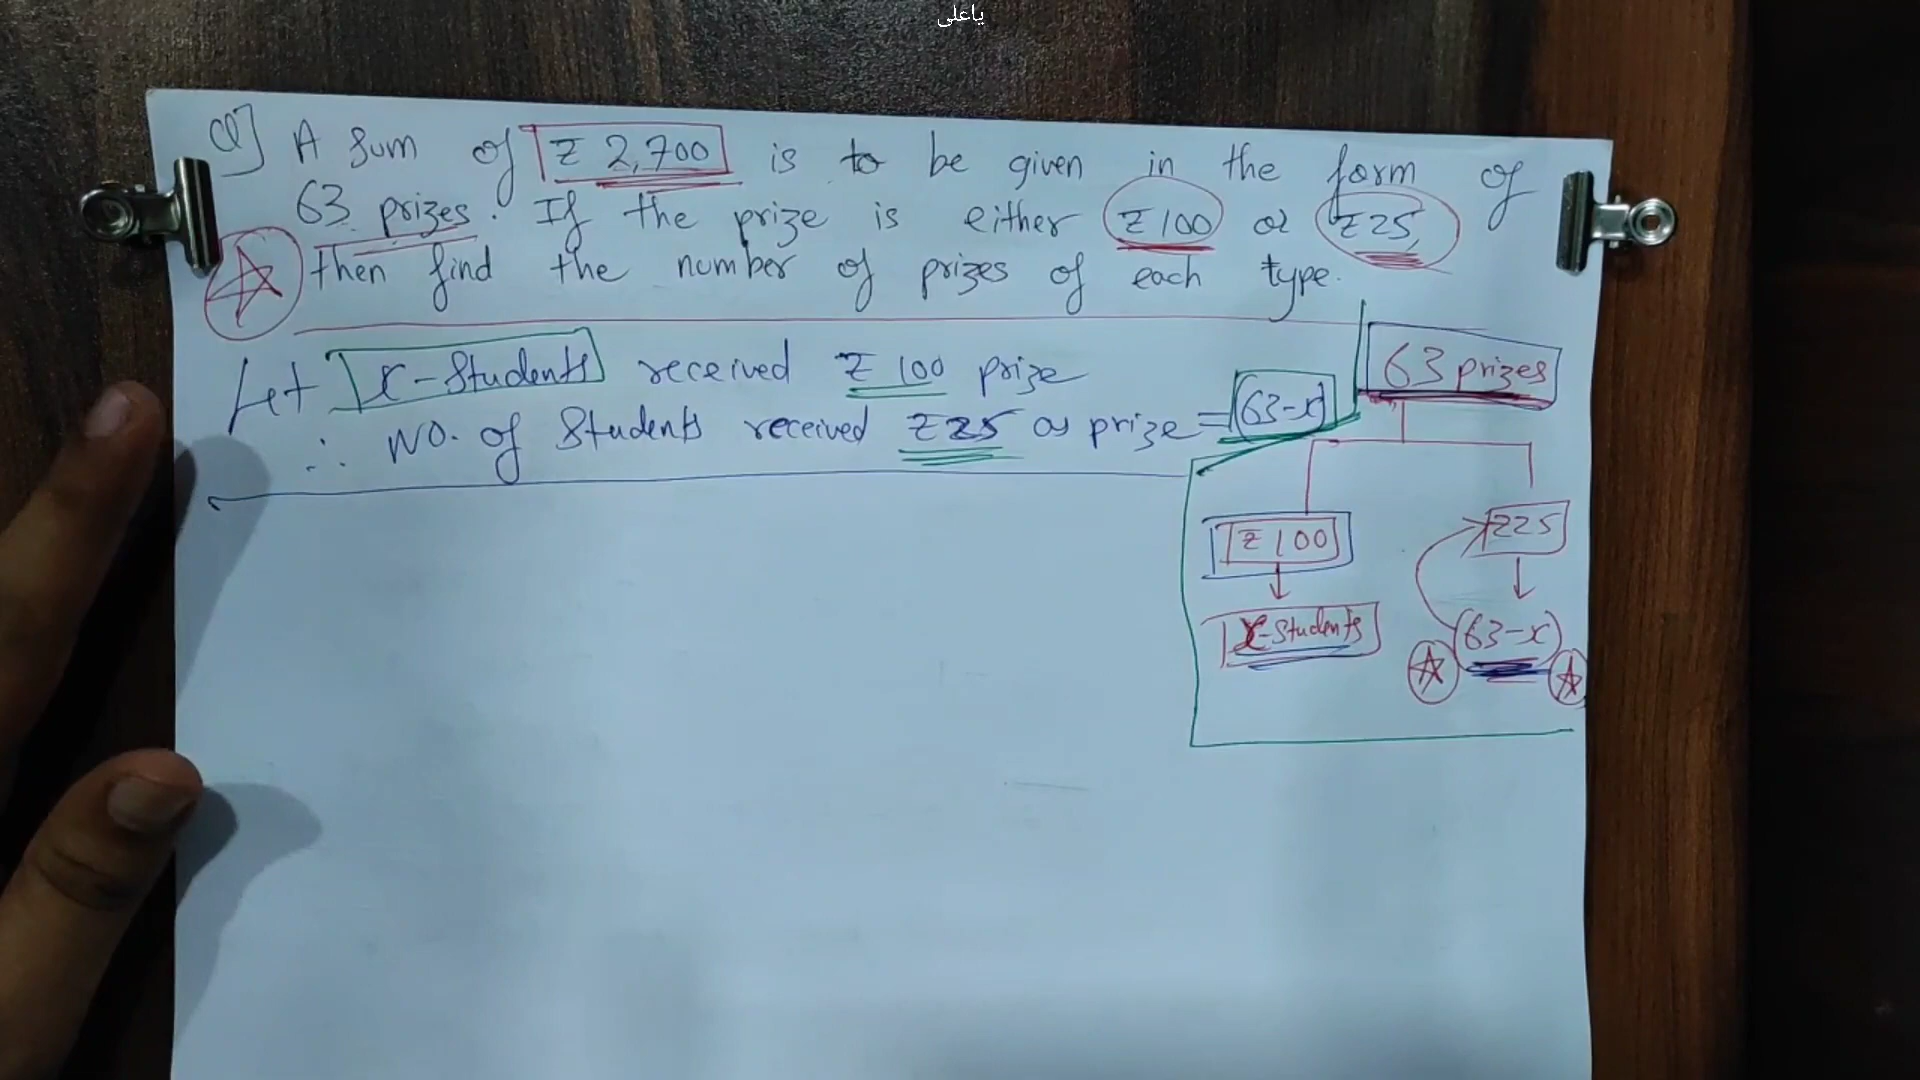 ياعلى
Q] A Sum of ₹ 2,700 is to be given in the form of
63 prizes. If the prize is either ₹100 or ₹25,
then find the number of prizes of each type.
Let x-Students received ₹ 100 prize
∴ NO. of Students received ₹25 as prize = (63-x)
63 prizes
₹100
₹25
x-Students
(63-x)